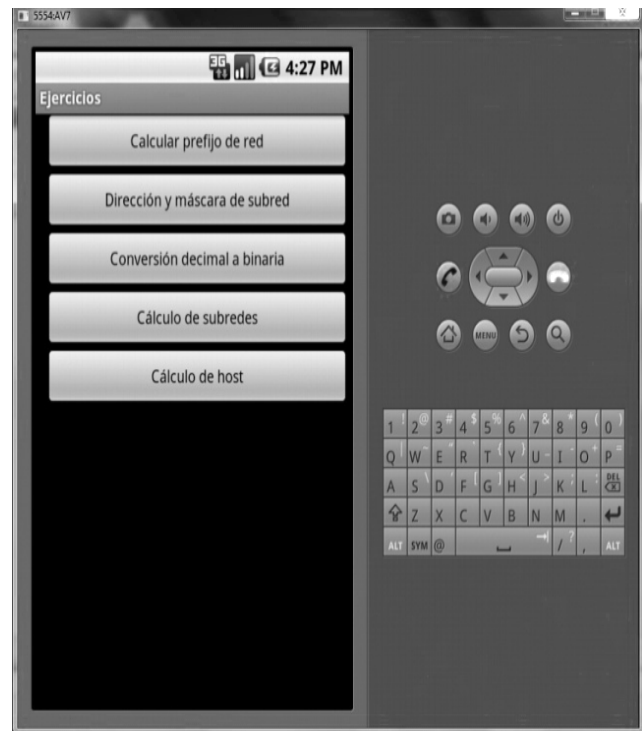 5554:AV7
3G 4:27 PM
Ejercicios
Calcular prefijo de red
Dirección y máscara de subred
Conversión decimal a binaria
Cálculo de subredes
Cálculo de host
MENU
1 ! 2 @ 3 # 4 $ 5 % 6 ^ 7 & 8 * 9 ( 0 )
Q | W ~ E " R ` T { Y } U - I - O + P =
A S \ D ' F [ G ] H < J > K ; L : DEL
Z X C V B N M .
ALT SYM @ / ? , ALT